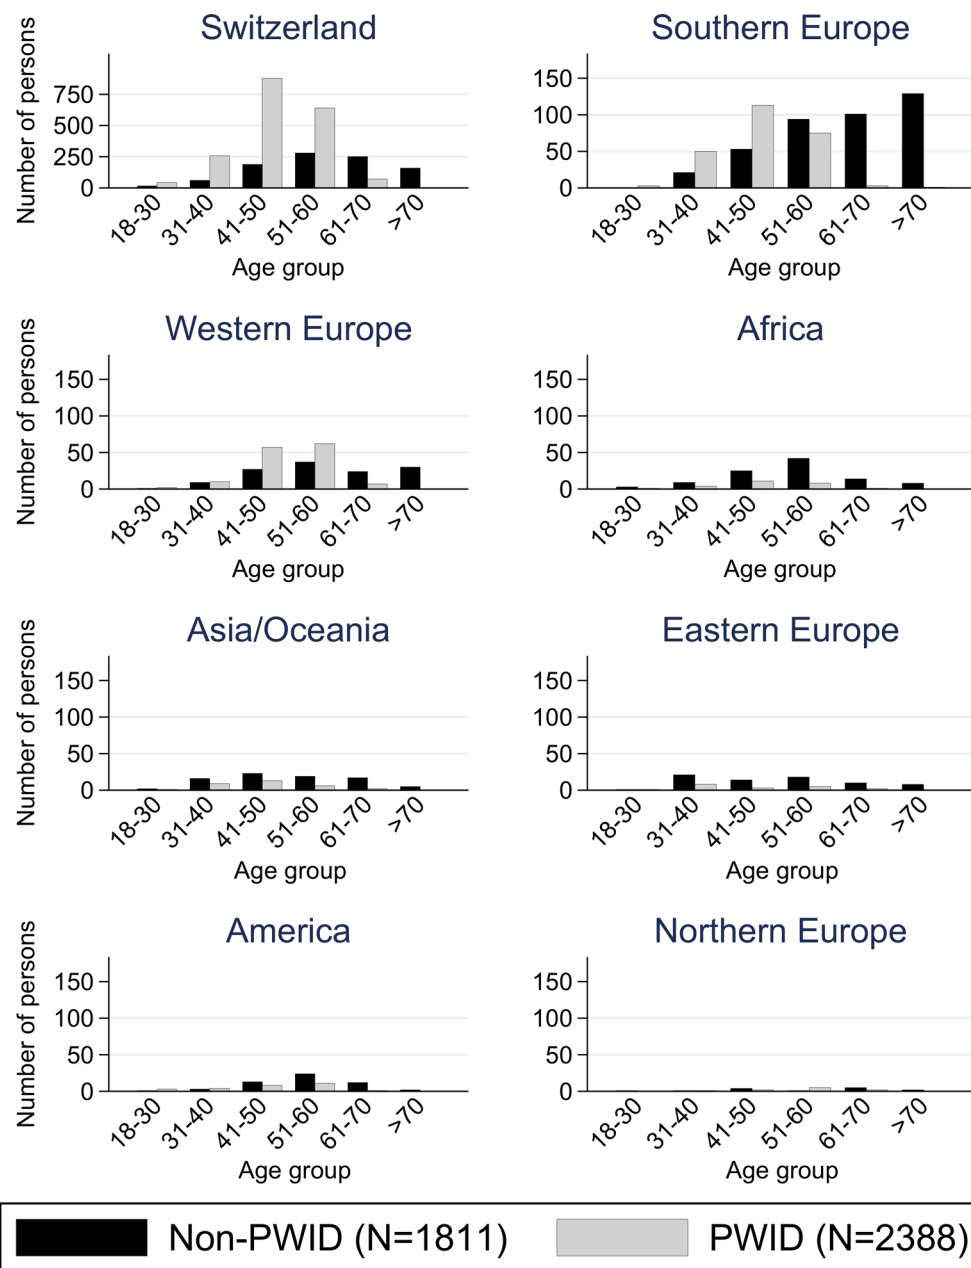 Switzerland
Number of persons
750
500
250
0
18-30 31-40 41-50 51-60 61-70 >70
Age group
Southern Europe
150
100
50
0
18-30 31-40 41-50 51-60 61-70 >70
Age group
Western Europe
Number of persons
150
100
50
0
18-30 31-40 41-50 51-60 61-70 >70
Age group
Africa
150
100
50
0
18-30 31-40 41-50 51-60 61-70 >70
Age group
Asia/Oceania
Number of persons
150
100
50
0
18-30 31-40 41-50 51-60 61-70 >70
Age group
Eastern Europe
150
100
50
0
18-30 31-40 41-50 51-60 61-70 >70
Age group
America
Number of persons
150
100
50
0
18-30 31-40 41-50 51-60 61-70 >70
Age group
Northern Europe
150
100
50
0
18-30 31-40 41-50 51-60 61-70 >70
Age group
Non-PWID (N=1811) PWID (N=2388)